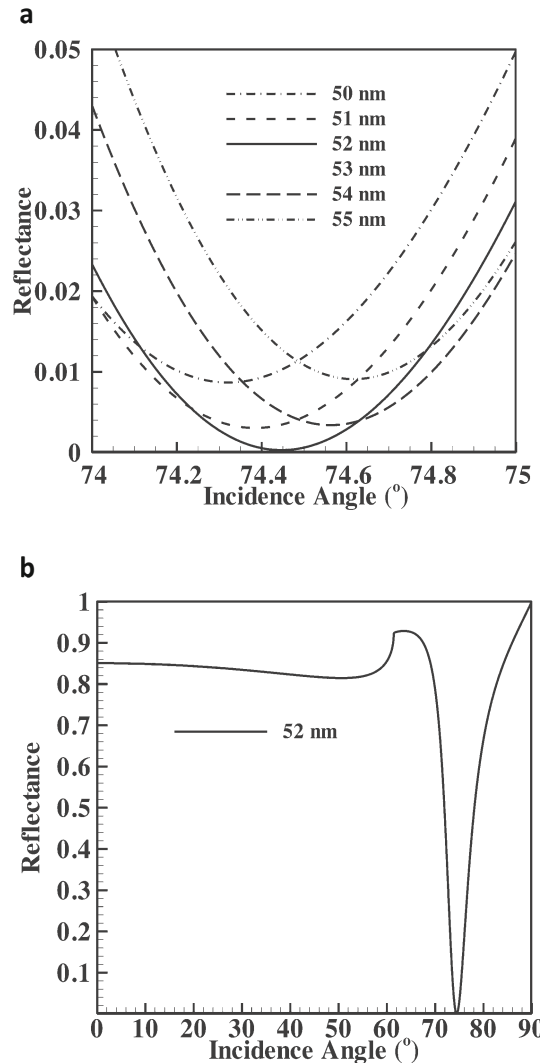 a
0.05
0.04
0.03
0.02
0.01
0
Reflectance
50 nm
51 nm
52 nm
53 nm
54 nm
55 nm
74 74.2 74.4 74.6 74.8 75
Incidence Angle (°)
b
1
0.9
0.8
0.7
0.6
0.5
0.4
0.3
0.2
0.1
Reflectance
52 nm
0 10 20 30 40 50 60 70 80 90
Incidence Angle (°)